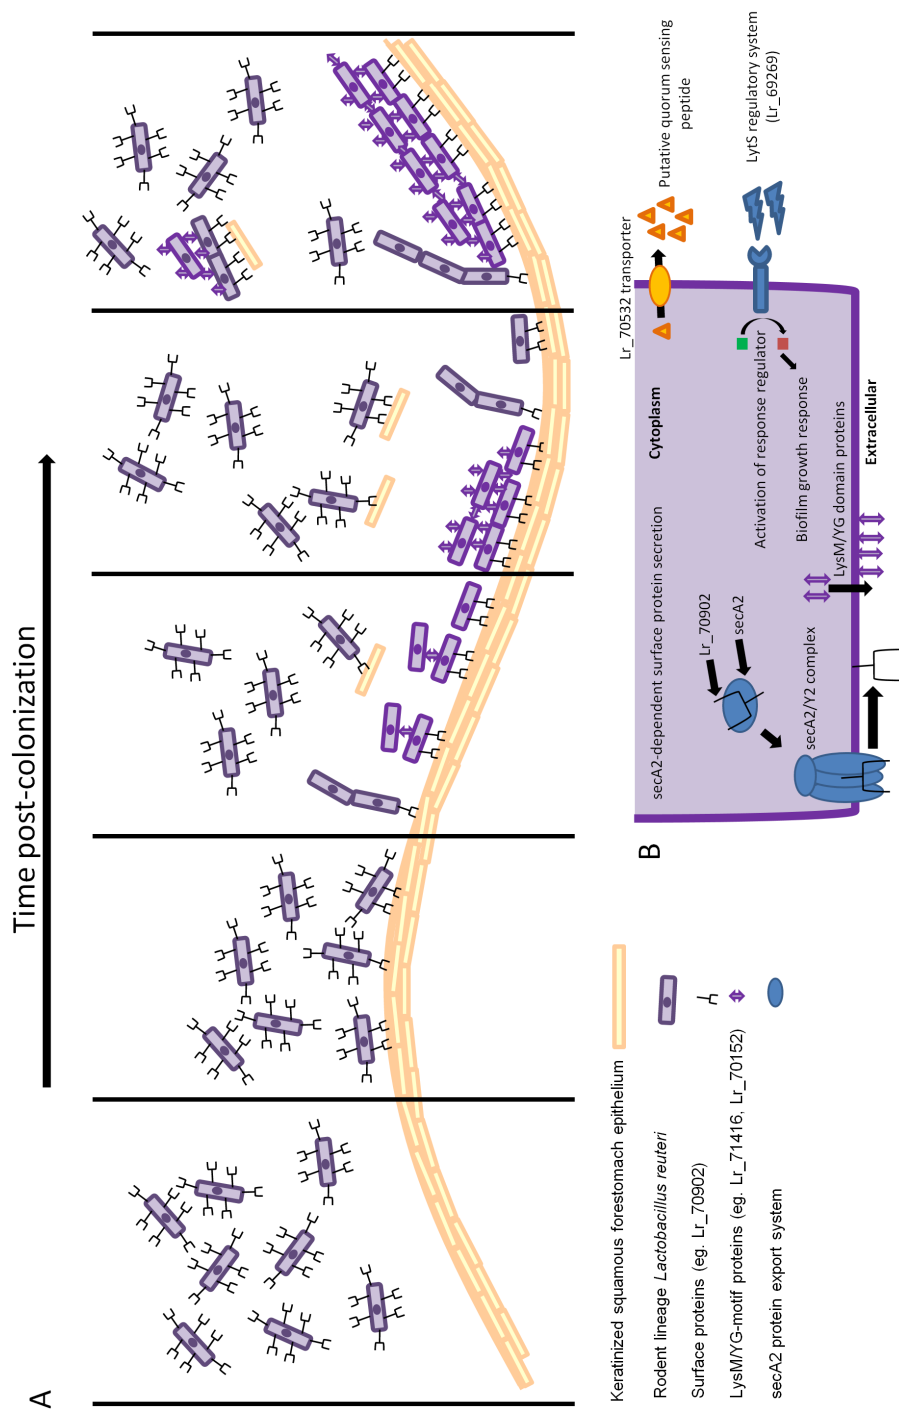 A
Time post-colonization
Keratinized squamous forestomach epithelium
Rodent lineage Lactobacillus reuteri
Surface proteins (eg. Lr_70902)
LysM/YG-motif proteins (eg. Lr_71416, Lr_70152)
secA2 protein export system
B
secA2-dependent surface protein secretion
Cytoplasm
Lr_70532 transporter
Putative quorum sensing
peptide
Lr_70902
secA2
secA2/Y2 complex
Activation of response regulator
Biofilm growth response
LytS regulatory system
(Lr_69269)
LysM/YG domain proteins
Extracellular